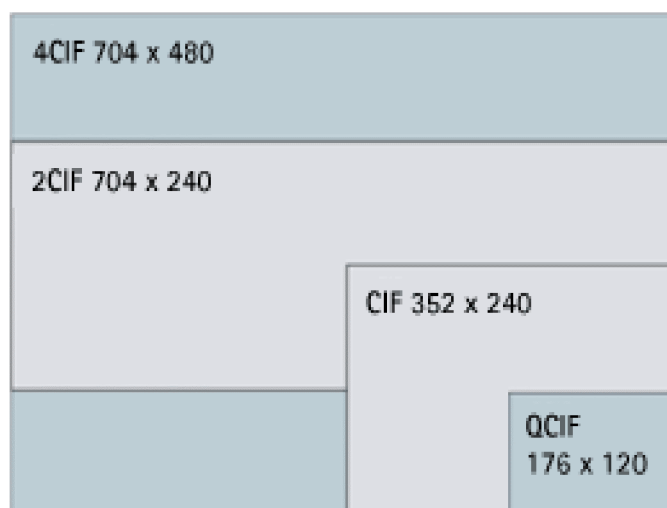 4CIF 704 x 480
2CIF 704 x 240
CIF 352 x 240
QCIF
176 x 120